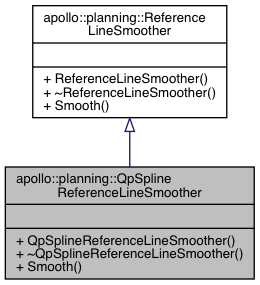 apollo::planning::Reference
LineSmoother
+ ReferenceLineSmoother()
+ ~ReferenceLineSmoother()
+ Smooth()
apollo::planning::QpSpline
ReferenceLineSmoother
+ QpSplineReferenceLineSmoother()
+ ~QpSplineReferenceLineSmoother()
+ Smooth()